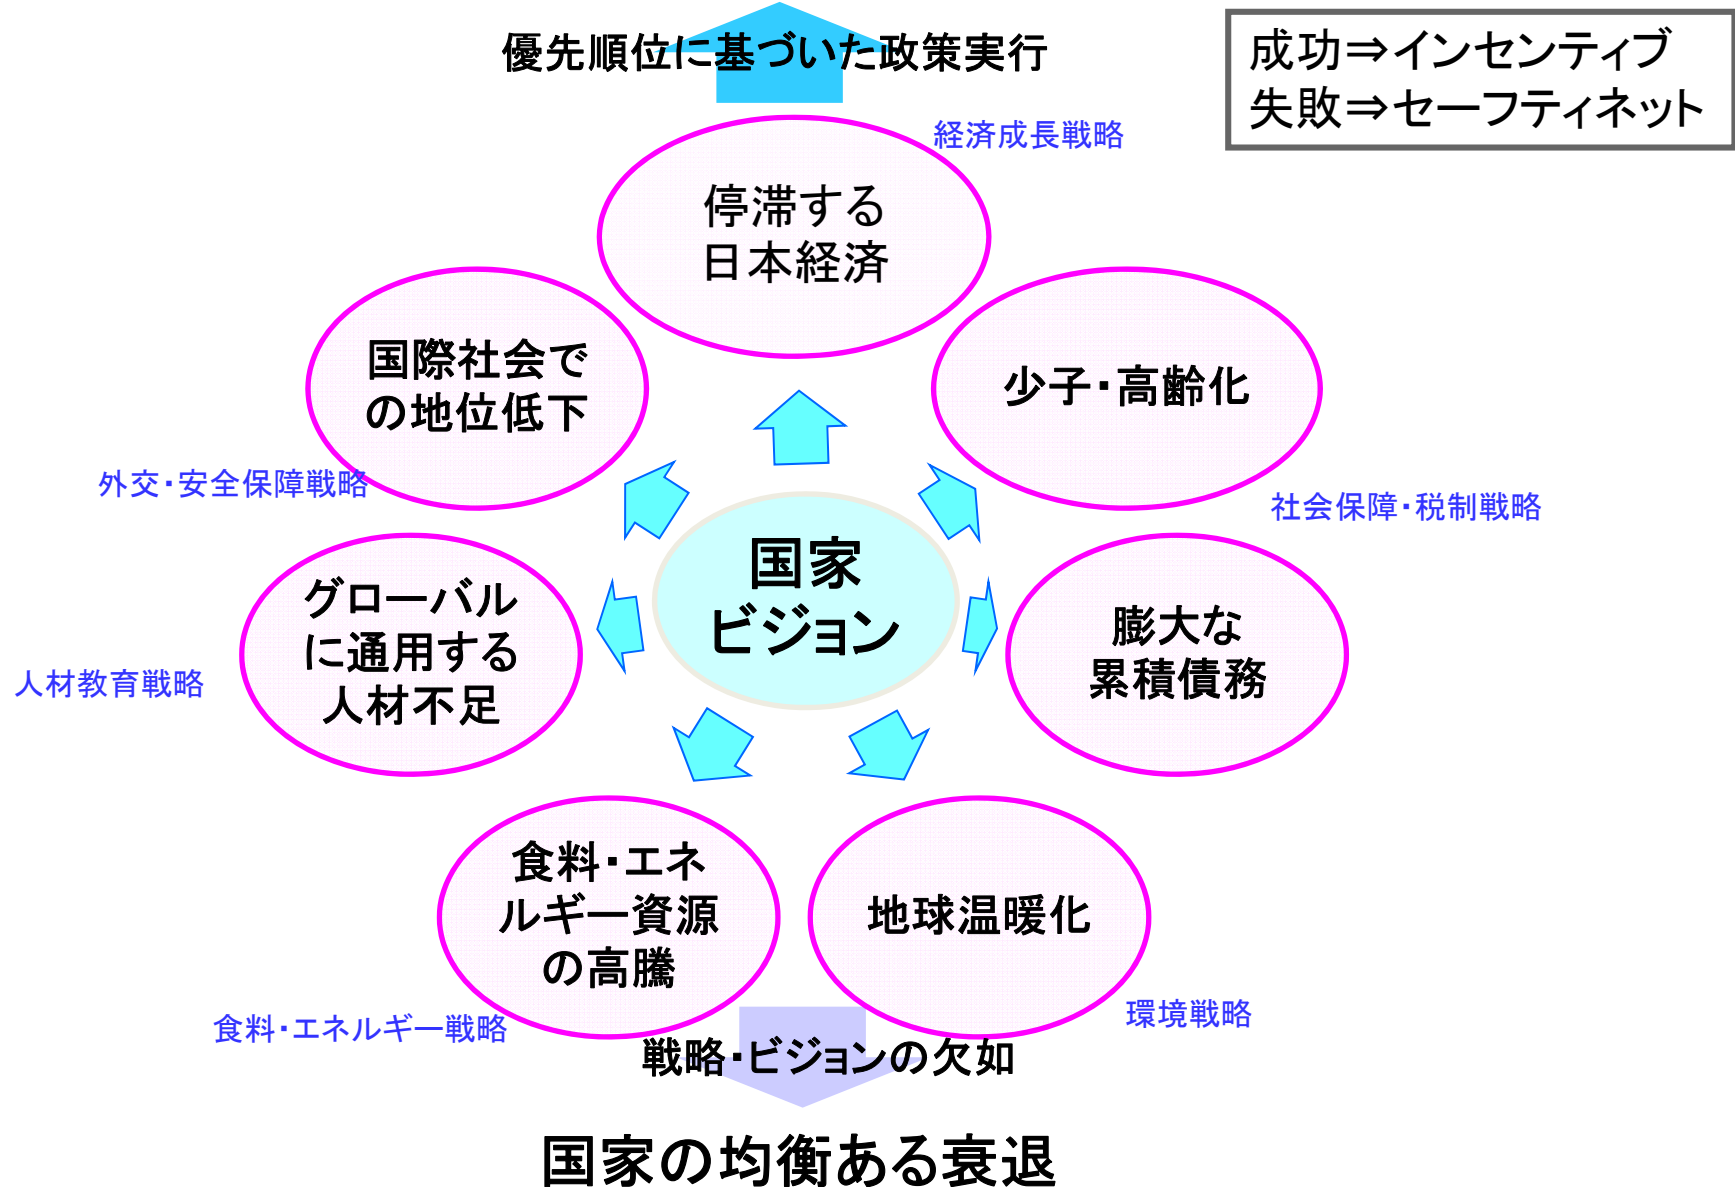 優先順位に基づいた政策実行
成功⇒インセンティブ
失敗⇒セーフティネット
経済成長戦略
停滞する
日本経済
国際社会で
の地位低下
少子・高齢化
外交・安全保障戦略
社会保障・税制戦略
国家
ビジョン
グローバル
に通用する
人材不足
膨大な
累積債務
人材教育戦略
食料・エネ
ルギー資源
の高騰
地球温暖化
食料・エネルギー戦略
環境戦略
戦略・ビジョンの欠如
国家の均衡ある衰退